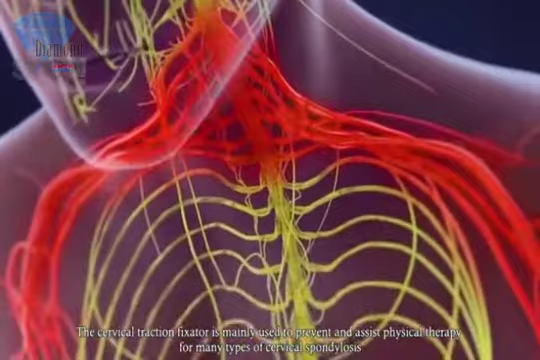 Diamond
The cervical traction fixator is mainly used to prevent and assist physical therapy
for many types of cervical spondylosis